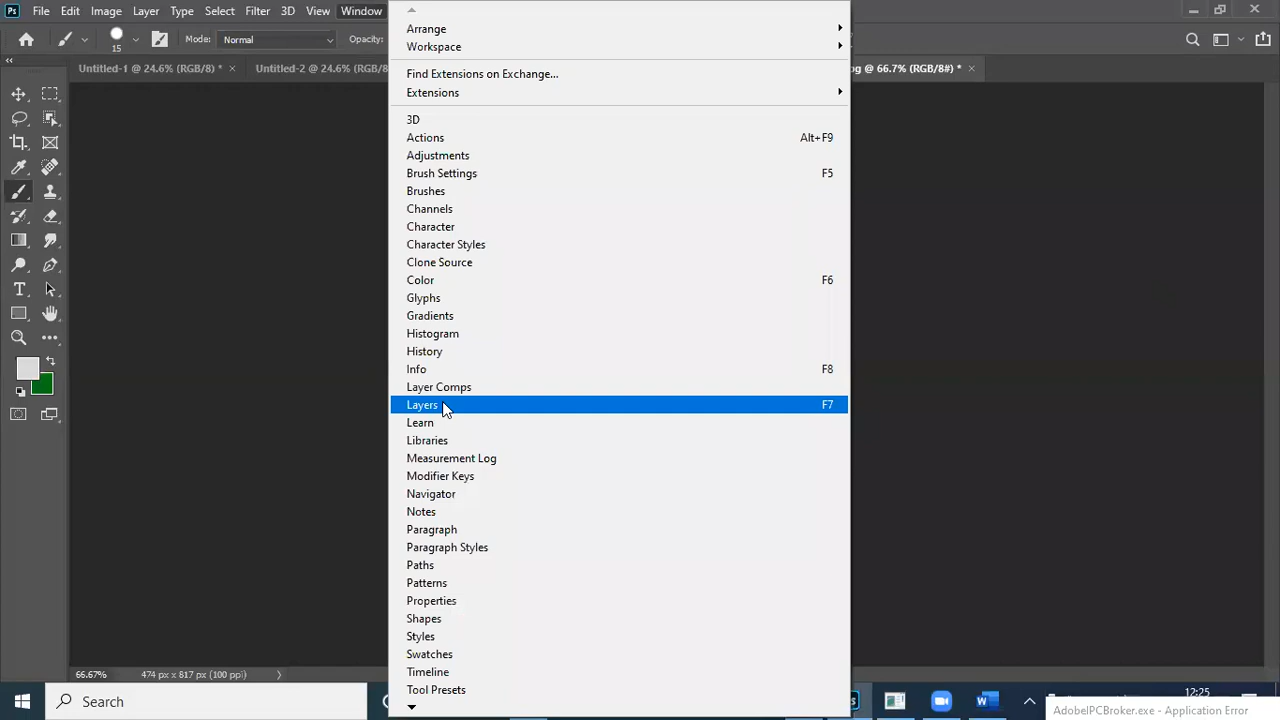 Ps File Edit Image Layer Type Select Filter 3D View Window
15 Mode: Normal Opacity:
Untitled-1 @ 24.6% (RGB/8) * × Untitled-2 @ 24.6% (RGB/8 pg @ 66.7% (RGB/8#) * ×
Arrange
Workspace
Find Extensions on Exchange...
Extensions
3D
Actions Alt+F9
Adjustments
Brush Settings F5
Brushes
Channels
Character
Character Styles
Clone Source
Color F6
Glyphs
Gradients
Histogram
History
Info F8
Layer Comps
Layers F7
Learn
Libraries
Measurement Log
Modifier Keys
Navigator
Notes
Paragraph
Paragraph Styles
Paths
Patterns
Properties
Shapes
Styles
Swatches
Timeline
Tool Presets
66.67% 474 px x 817 px (100 ppi)
Search
12:25
AdobeIPCBroker.exe - Application Error